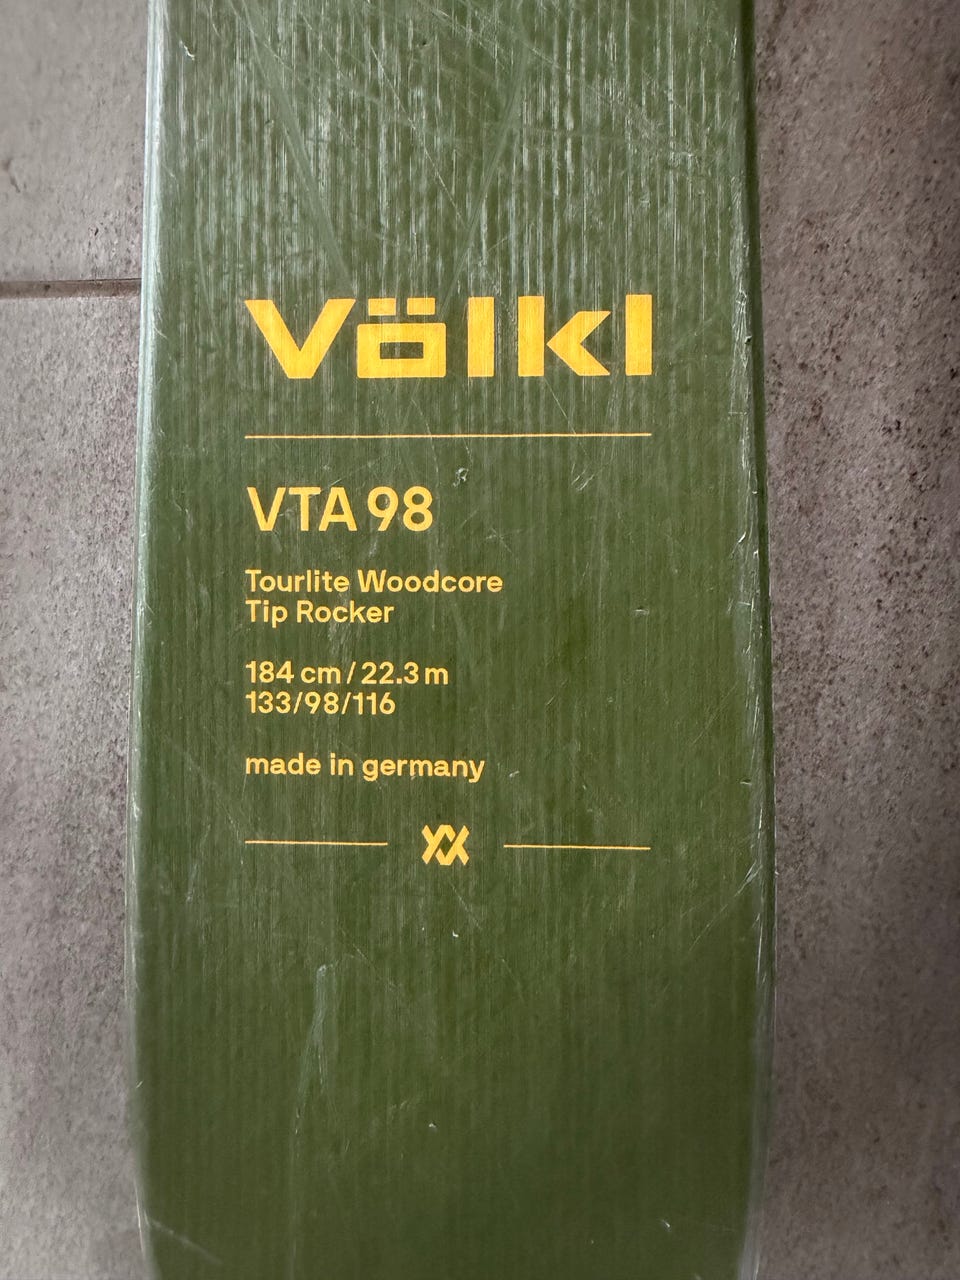 Völkl
VTA 98
Tourlite Woodcore
Tip Rocker
184 cm / 22.3 m
133/98/116
made in germany